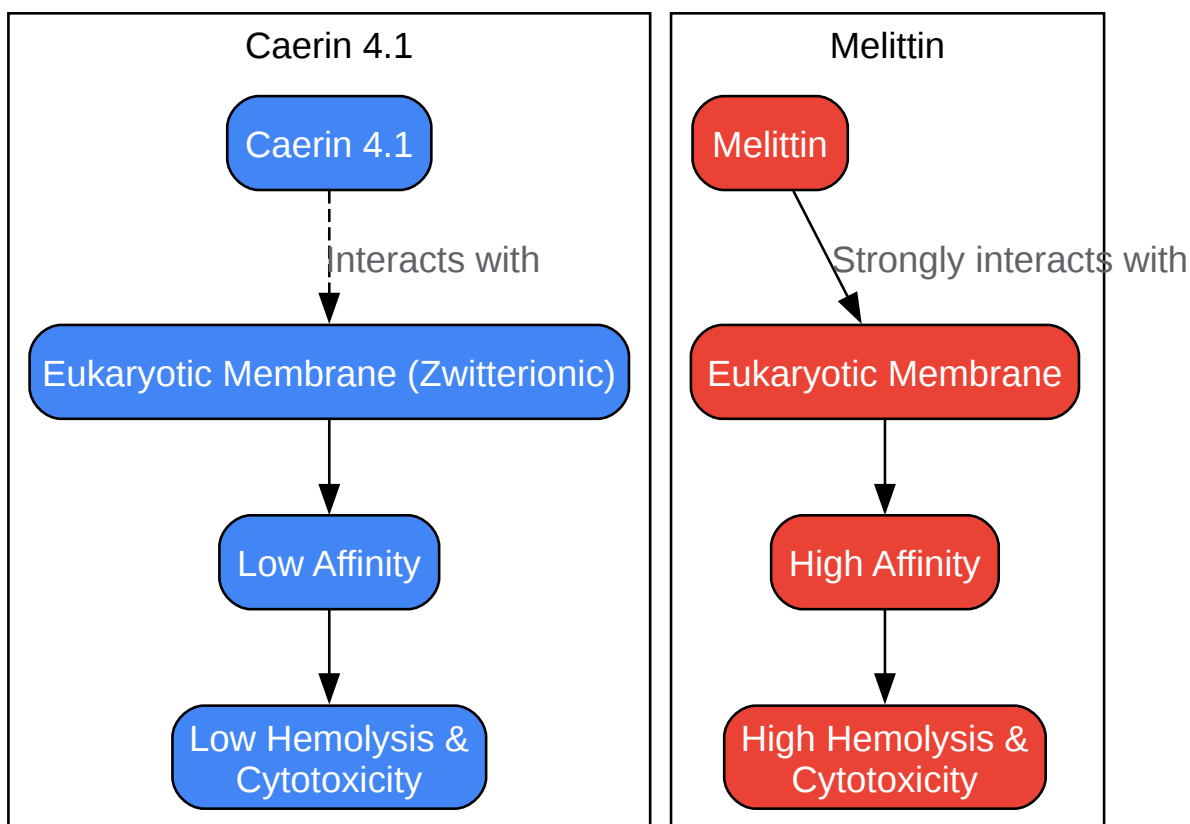 Caerin 4.1
Caerin 4.1
Interacts with
Eukaryotic Membrane (Zwitterionic)
Low Affinity
Low Hemolysis &
Cytotoxicity
Melittin
Melittin
Strongly interacts with
Eukaryotic Membrane
High Affinity
High Hemolysis &
Cytotoxicity